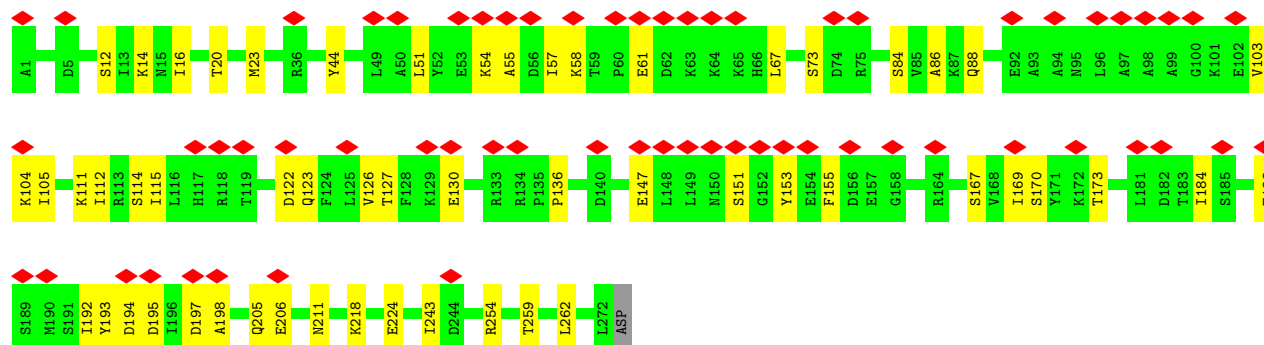 A1 D5 S12 I13 K14 N15 I16 T20 M23 R36 Y44 L49 A50 L51 Y52 E53 K54 A55 D56 I57 K58 T59 P60 E61 D62 K63 K64 K65 H66 L67 S73 D74 R75 S84 V85 A86 K87 Q88 E92 A93 A94 N95 L96 A97 A98 A99 G100 K101 E102 V103
K104 I105 K111 I112 R113 S114 I115 L116 H117 R118 T119 D122 Q123 F124 L125 V126 T127 F128 K129 E130 R133 R134 P135 P136 D140 E147 L148 L149 N150 S151 G152 Y153 E154 F155 D156 E157 G158 R164 S167 V168 I169 S170 Y171 K172 T173 L181 D182 T183 I184 S185
S189 M190 S191 I192 Y193 D194 D195 I196 D197 A198 Q205 E206 N211 K218 E224 I243 D244 R254 T259 L262 L272 ASP